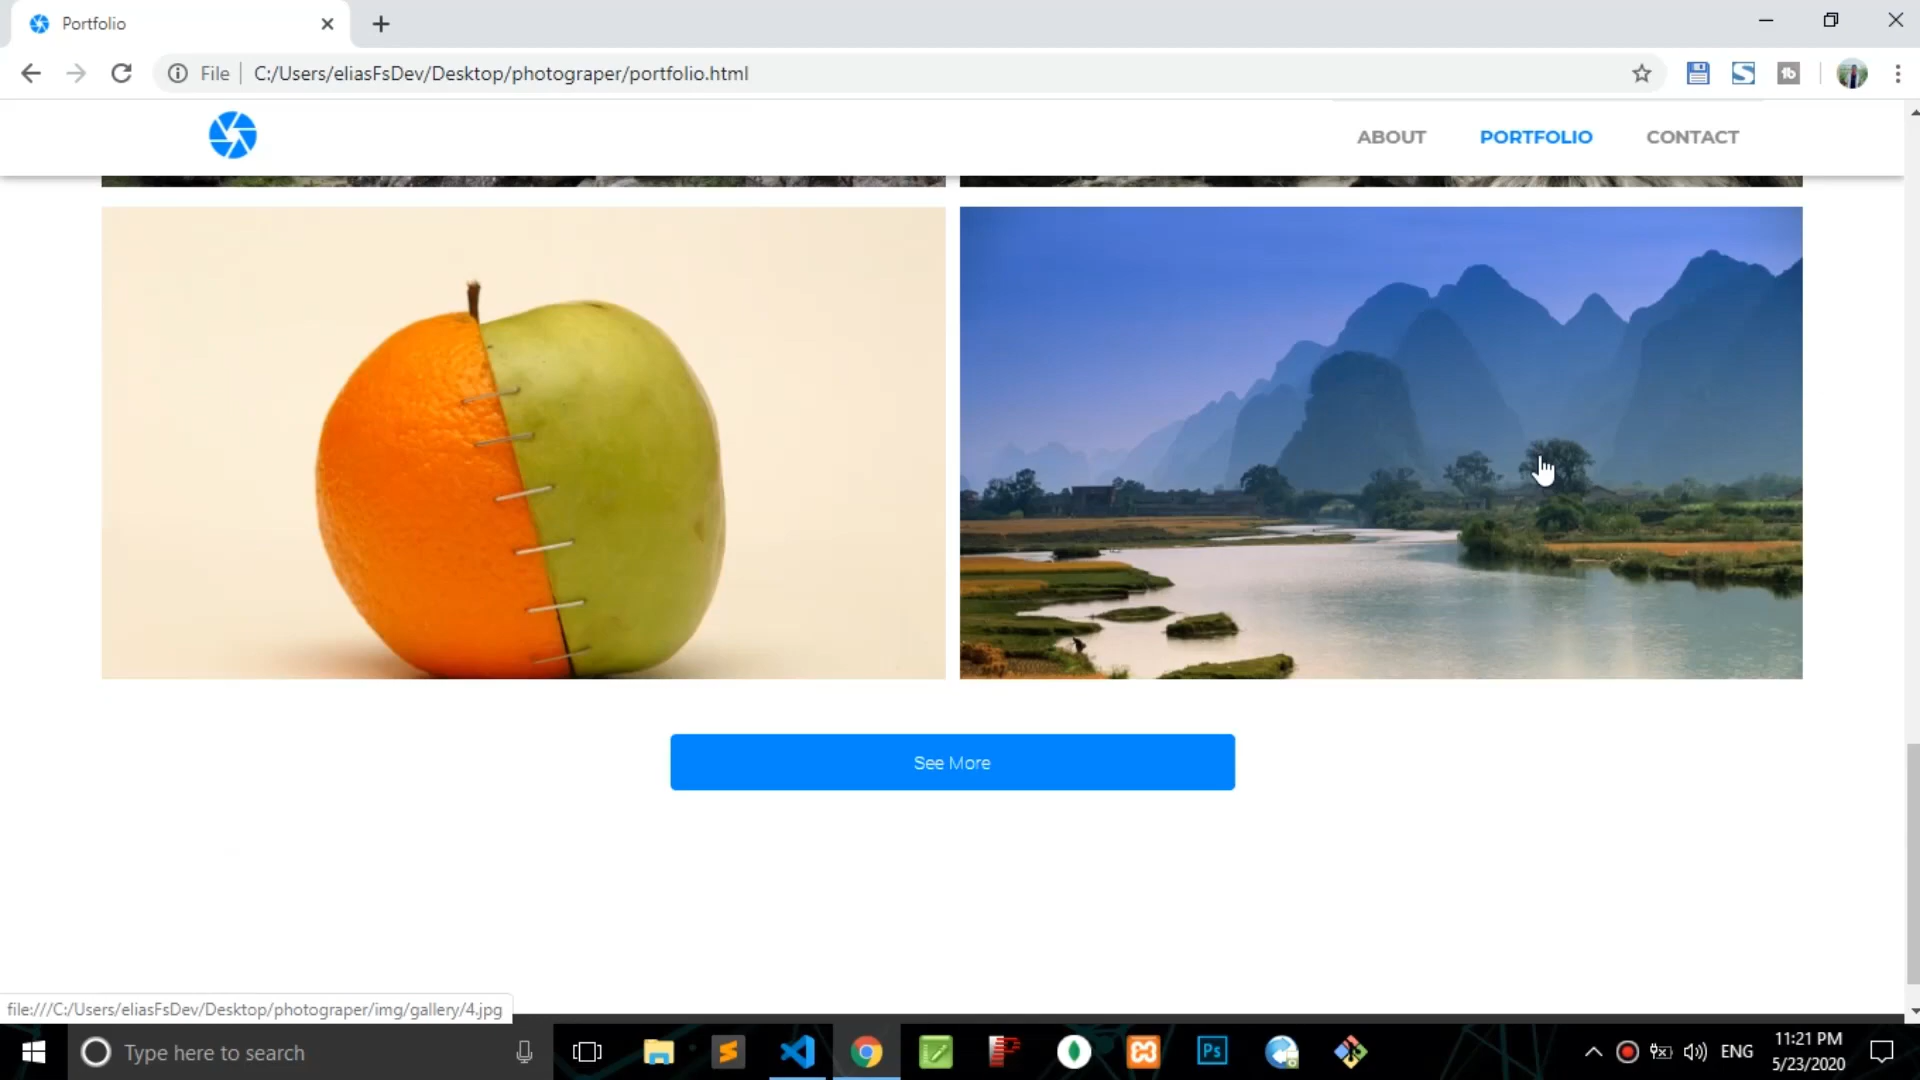 Portfolio
File
C:/Users/eliasFsDev/Desktop/photograper/portfolio.html
ABOUT PORTFOLIO CONTACT
See More
file:///C:/Users/eliasFsDev/Desktop/photograper/img/gallery/4.jpg
Type here to search
Ps
ENG
11:21 PM
5/23/2020